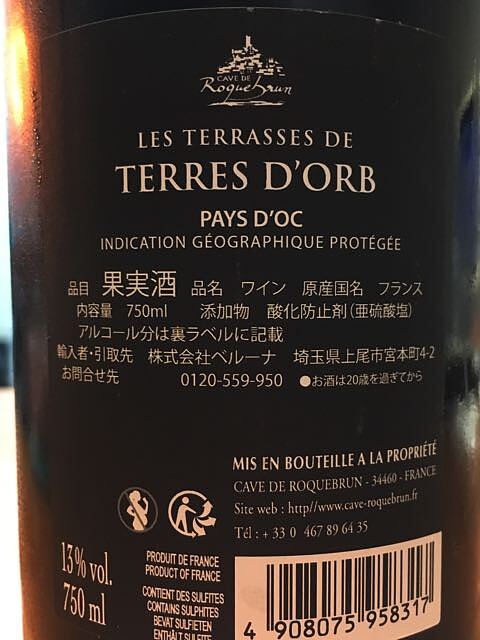 CAVE DE
Roquebrun
LES TERRASSES DE
TERRES D'ORB
PAYS D'OC
INDICATION GÉOGRAPHIQUE PROTÉGÉE
品目 果実酒 品名 ワイン 原産国名 フランス
内容量 750ml 添加物 酸化防止剤(亜硫酸塩)
アルコール分は裏ラベルに記載
輸入者・引取先 株式会社ベルーナ 埼玉県上尾市宮本町4-2
お問合せ先 0120-559-950 ●お酒は20歳を過ぎてから
MIS EN BOUTEILLE A LA PROPRIÉTÉ
CAVE DE ROQUEBRUN - 34460 - FRANCE
Site web : http//www.cave-roquebrun.fr
Tél : + 33 0 467 89 64 35
13% vol.
750 ml
PRODUIT DE FRANCE
PRODUCT OF FRANCE
CONTIENT DES SULFITES
CONTAINS SULPHITES
BEVAT SULFIETEN
ENTHÄLT SULFITE
4 908075 958317